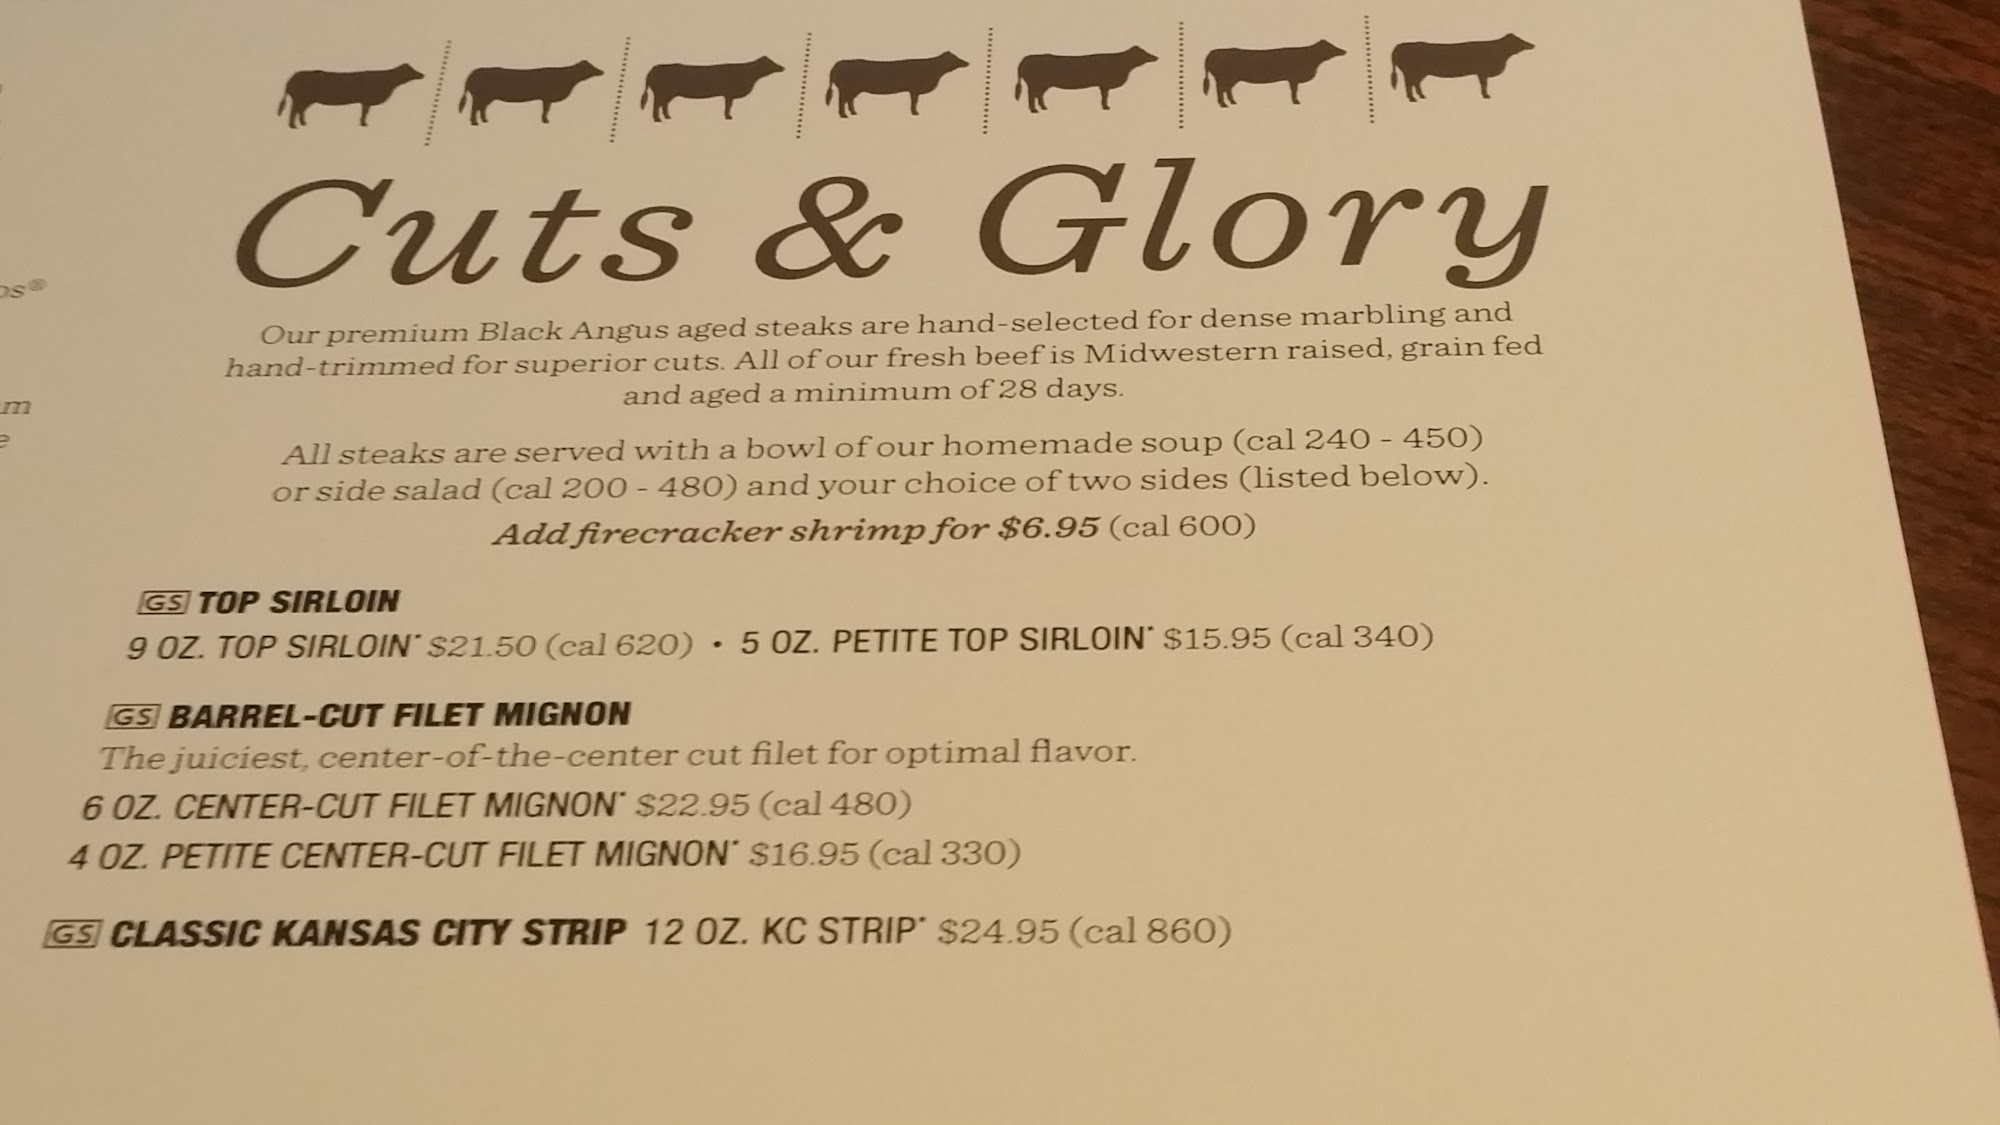 Cuts & Glory
Our premium Black Angus aged steaks are hand-selected for dense marbling and
hand-trimmed for superior cuts. All of our fresh beef is Midwestern raised, grain fed
and aged a minimum of 28 days.
All steaks are served with a bowl of our homemade soup (cal 240 - 450)
or side salad (cal 200 - 480) and your choice of two sides (listed below).
Add firecracker shrimp for $6.95 (cal 600)
GS TOP SIRLOIN
9 OZ. TOP SIRLOIN* $21.50 (cal 620) • 5 OZ. PETITE TOP SIRLOIN* $15.95 (cal 340)
GS BARREL-CUT FILET MIGNON
The juiciest, center-of-the-center cut filet for optimal flavor.
6 OZ. CENTER-CUT FILET MIGNON* $22.95 (cal 480)
4 OZ. PETITE CENTER-CUT FILET MIGNON* $16.95 (cal 330)
GS CLASSIC KANSAS CITY STRIP 12 OZ. KC STRIP* $24.95 (cal 860)